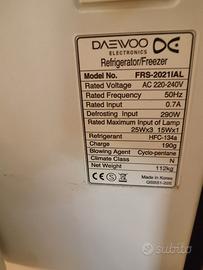 DAEWOO
ELECTRONICS
Refrigerator/Freezer
Model No. FRS-2021IAL
Rated Voltage AC 220-240V
Rated Frequency 50Hz
Rated Input 0.7A
Defrosting Input 290W
Rated Maximum Input of Lamp
25Wx3 15Wx1
Refrigerant HFC-134a
Charge 190g
Blowing Agent Cyclo-pentane
Climatic Class N
Net Weight 112kg
Made in Korea
subito